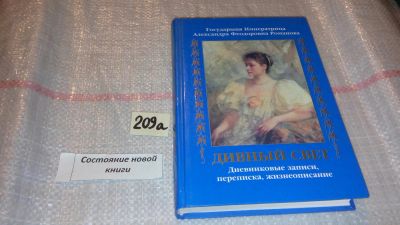 Государыня Императрица
Александра Феодоровна Романова
ДИВНЫЙ СВЕТ
Дневниковые записи,
переписка, жизнеописание
209а
Состояние новой
книги